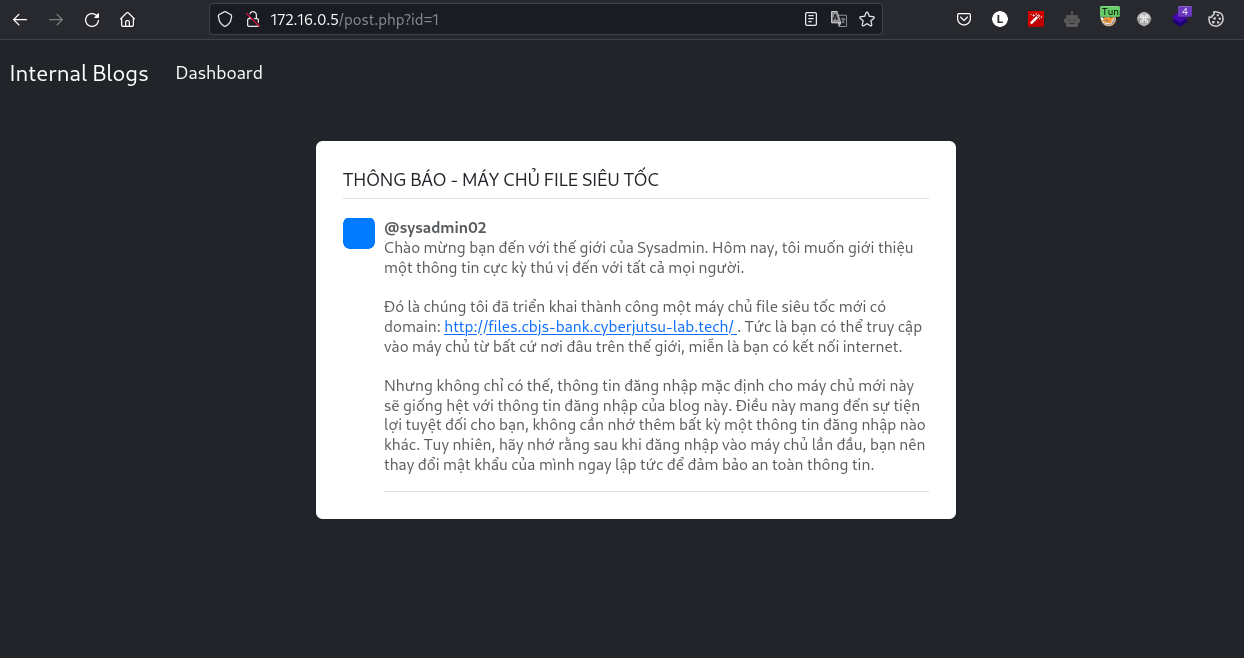 172.16.0.5/post.php?id=1
Tun
L
4
Internal Blogs
Dashboard
THÔNG BÁO - MÁY CHỦ FILE SIÊU TỐC
@sysadmin02
Chào mừng bạn đến với thế giới của Sysadmin. Hôm nay, tôi muốn giới thiệu
một thông tin cực kỳ thú vị đến với tất cả mọi người.
Đó là chúng tôi đã triển khai thành công một máy chủ file siêu tốc mới có
domain: http://files.cbjs-bank.cyberjutsu-lab.tech/ . Tức là bạn có thể truy cập
vào máy chủ từ bất cứ nơi đâu trên thế giới, miễn là bạn có kết nối internet.
Nhưng không chỉ có thế, thông tin đăng nhập mặc định cho máy chủ mới này
sẽ giống hệt với thông tin đăng nhập của blog này. Điều này mang đến sự tiện
lợi tuyệt đối cho bạn, không cần nhớ thêm bất kỳ một thông tin đăng nhập nào
khác. Tuy nhiên, hãy nhớ rằng sau khi đăng nhập vào máy chủ lần đầu, bạn nên
thay đổi mật khẩu của mình ngay lập tức để đảm bảo an toàn thông tin.